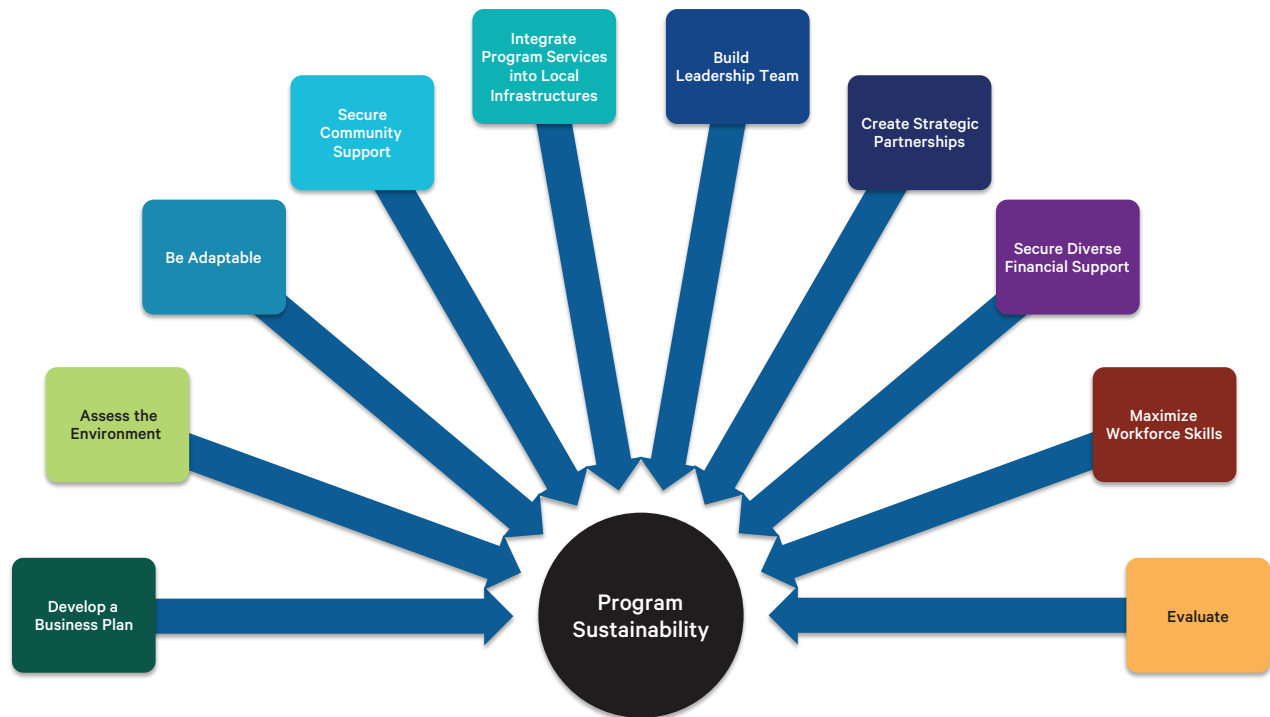 Develop a
Business Plan
Assess the
Environment
Be Adaptable
Secure
Community
Support
Integrate
Program Services
into Local
Infrastructures
Build
Leadership Team
Create Strategic
Partnerships
Secure Diverse
Financial Support
Maximize
Workforce Skills
Evaluate
Program
Sustainability